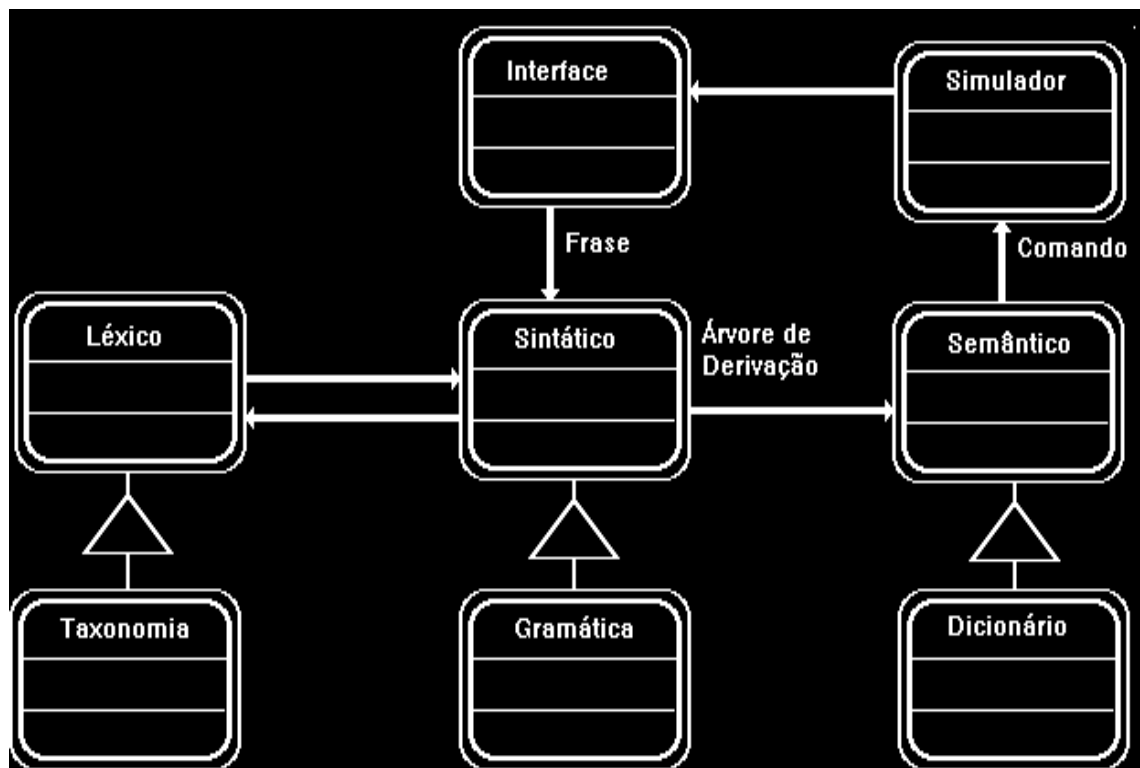 Interface
Simulador
Frase
Comando
Léxico
Sintático
Árvore de
Derivação
Semântico
Taxonomia
Gramática
Dicionário